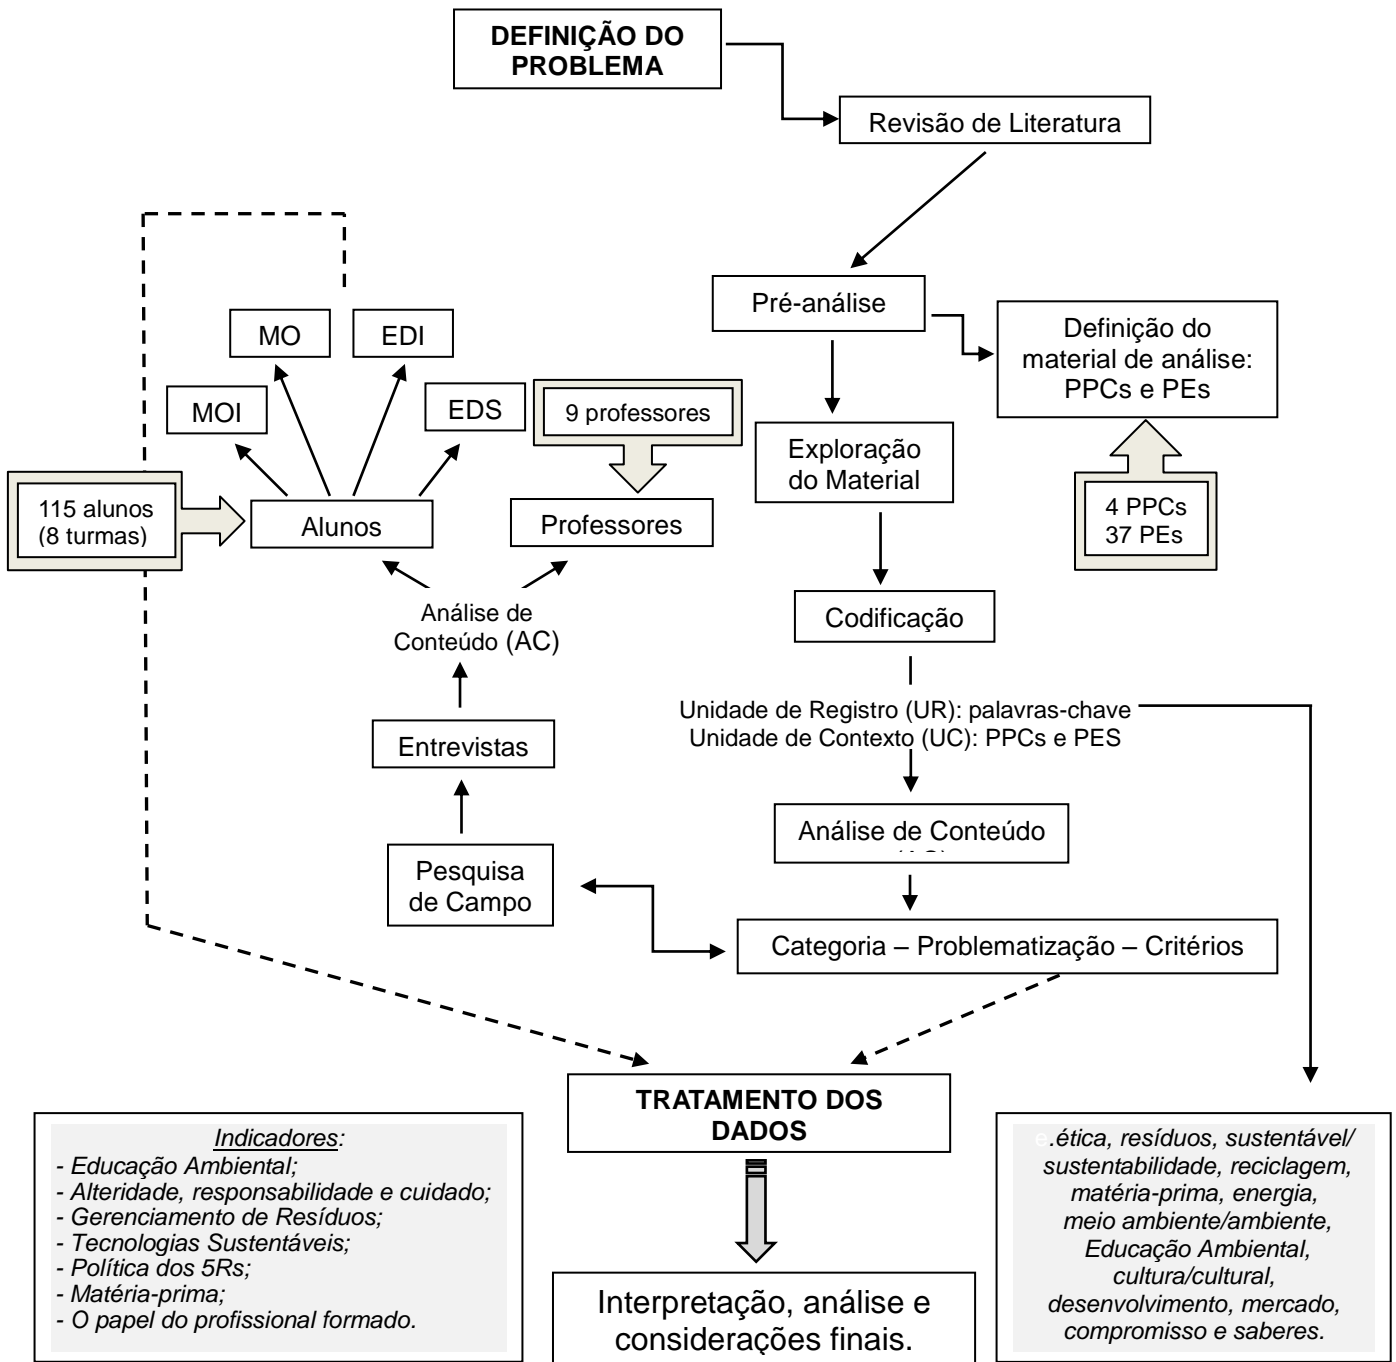 DEFINIÇÃO DO
PROBLEMA
Revisão de Literatura
Pré-análise
Definição do
material de análise:
PPCs e PEs
MO
EDI
MOI
EDS
9 professores
Exploração
do Material
4 PPCs
37 PEs
115 alunos
(8 turmas)
Alunos
Professores
Análise de
Conteúdo (AC)
Codificação
Unidade de Registro (UR): palavras-chave
Unidade de Contexto (UC): PPCs e PES
Entrevistas
Análise de Conteúdo
Pesquisa
de Campo
Categoria – Problematização – Critérios
TRATAMENTO DOS
DADOS
Indicadores:
- Educação Ambiental;
- Alteridade, responsabilidade e cuidado;
- Gerenciamento de Resíduos;
- Tecnologias Sustentáveis;
- Política dos 5Rs;
- Matéria-prima;
- O papel do profissional formado.
e.ética, resíduos, sustentável/
sustentabilidade, reciclagem,
matéria-prima, energia,
meio ambiente/ambiente,
Educação Ambiental,
cultura/cultural,
desenvolvimento, mercado,
compromisso e saberes.
Interpretação, análise e
considerações finais.